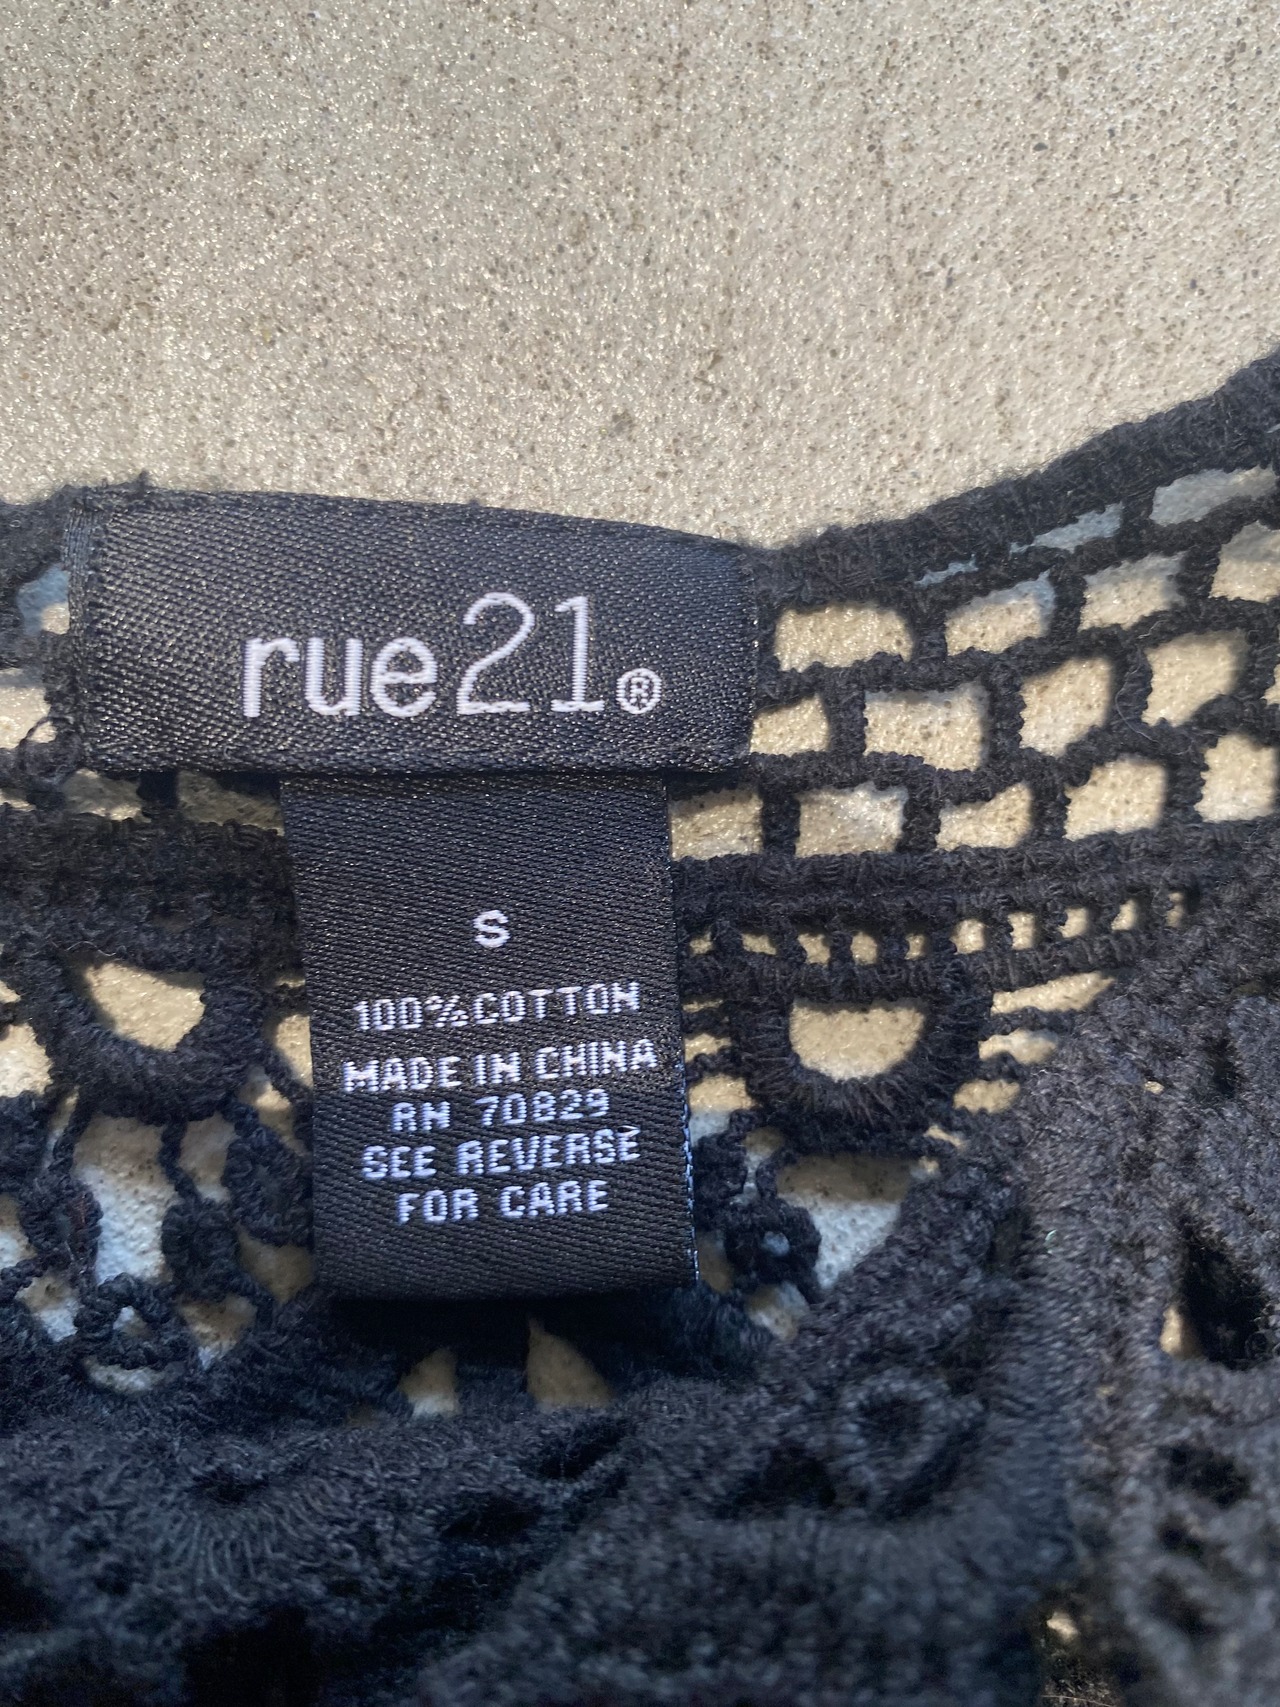 rue21®
S
100% COTTON
MADE IN CHINA
RN 70829
SEE REVERSE
FOR CARE